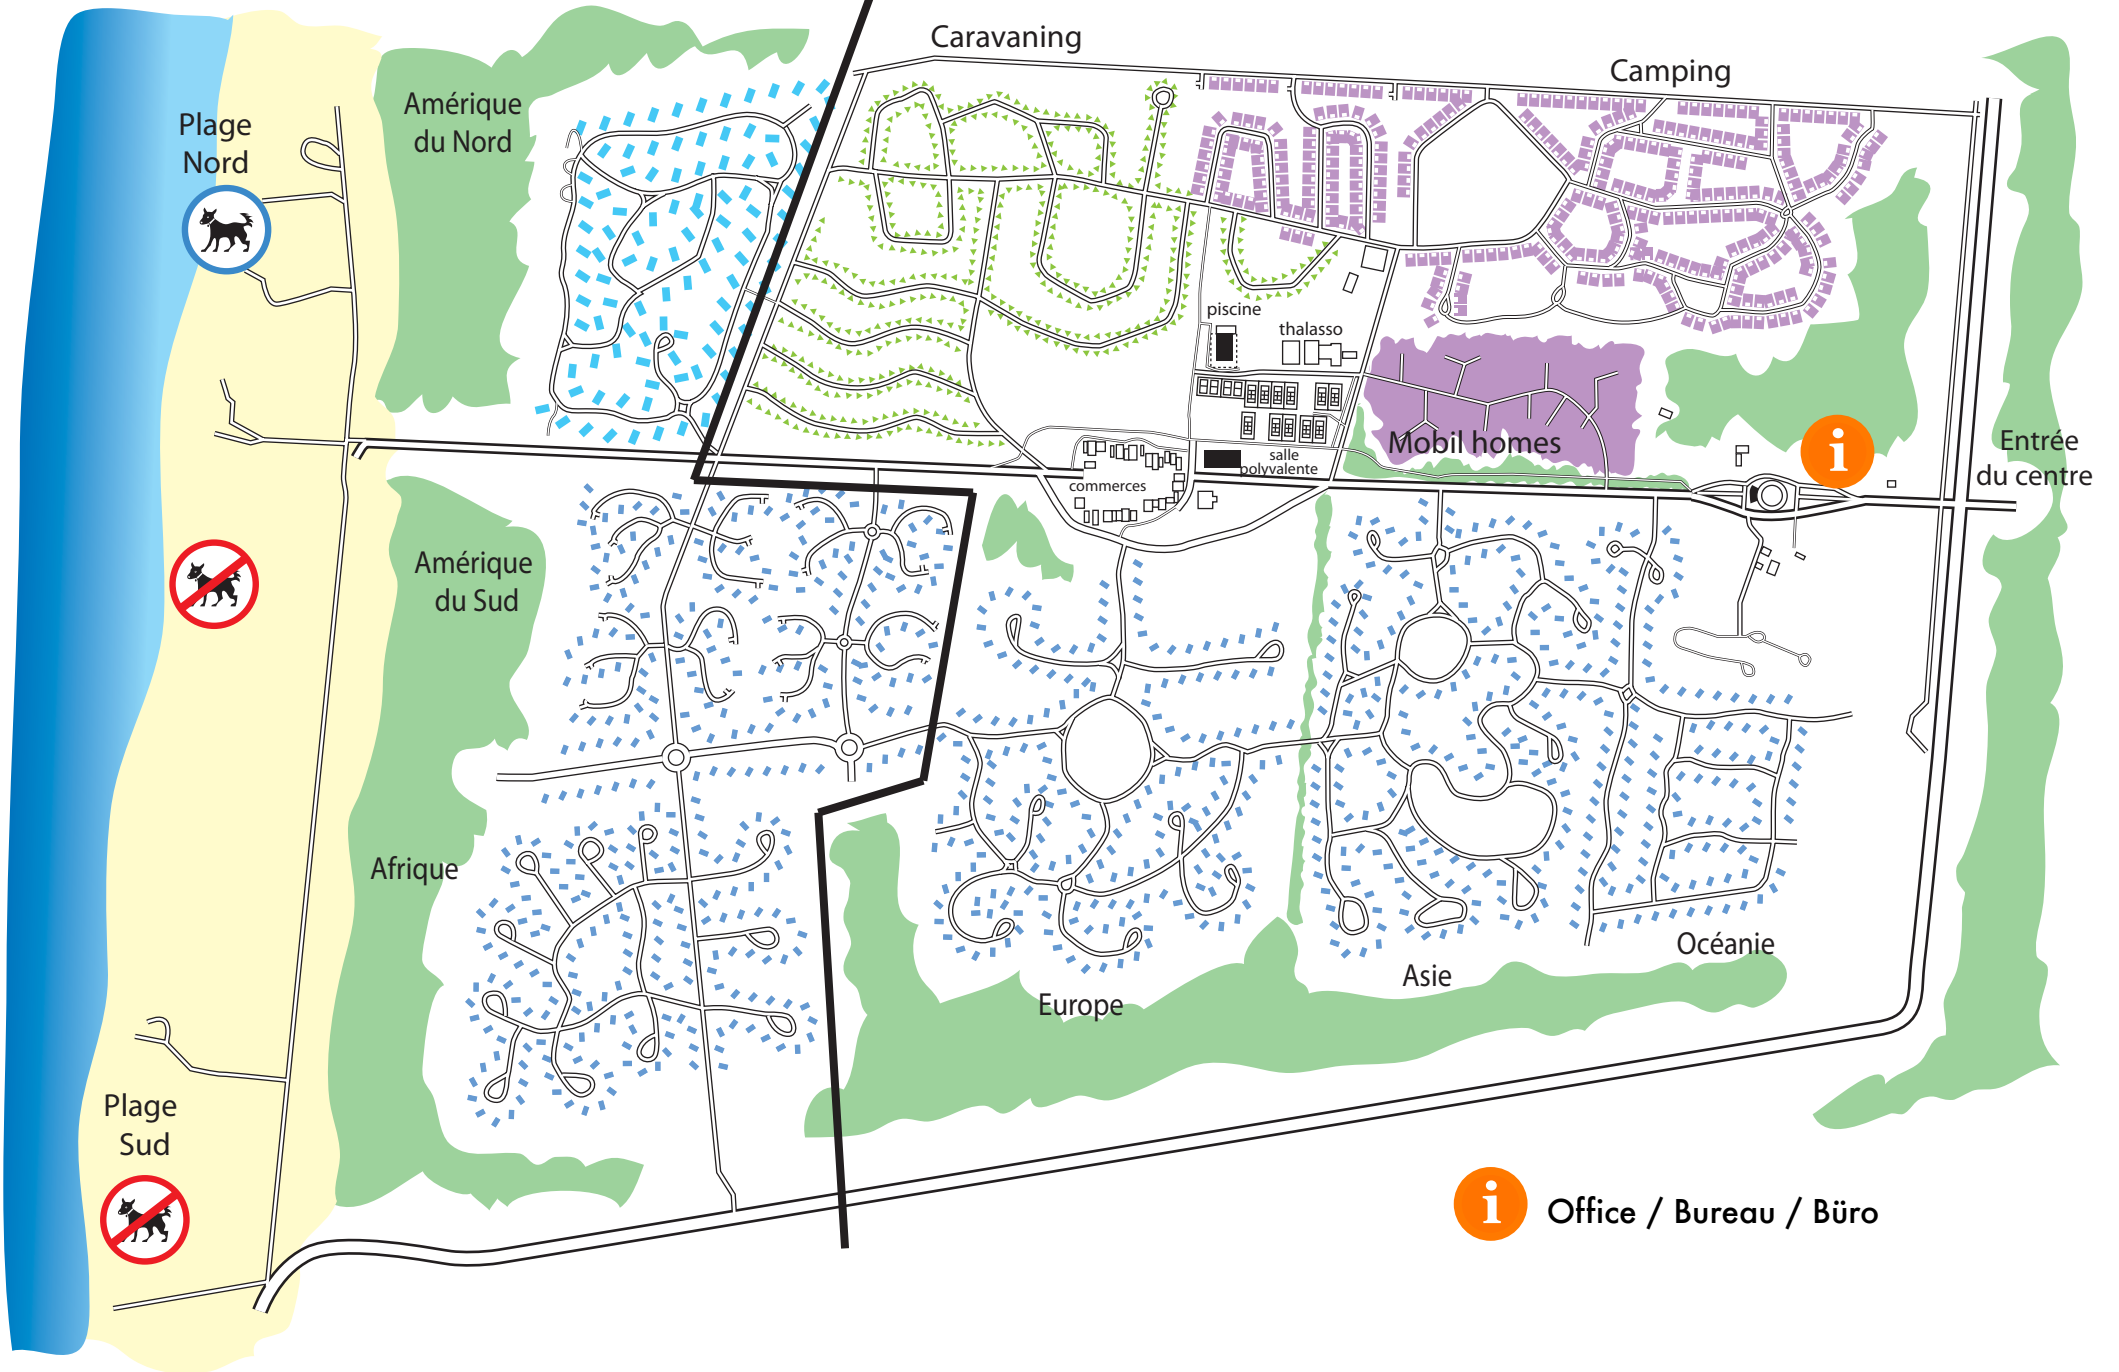 Caravaning
Camping
Amérique
du Nord
Plage
Nord
piscine
thalasso
Mobil homes
i
Entrée
du centre
salle
polyvalente
commerces
Amérique
du Sud
Afrique
Océanie
Asie
Europe
Plage
Sud
i
Office / Bureau / Büro